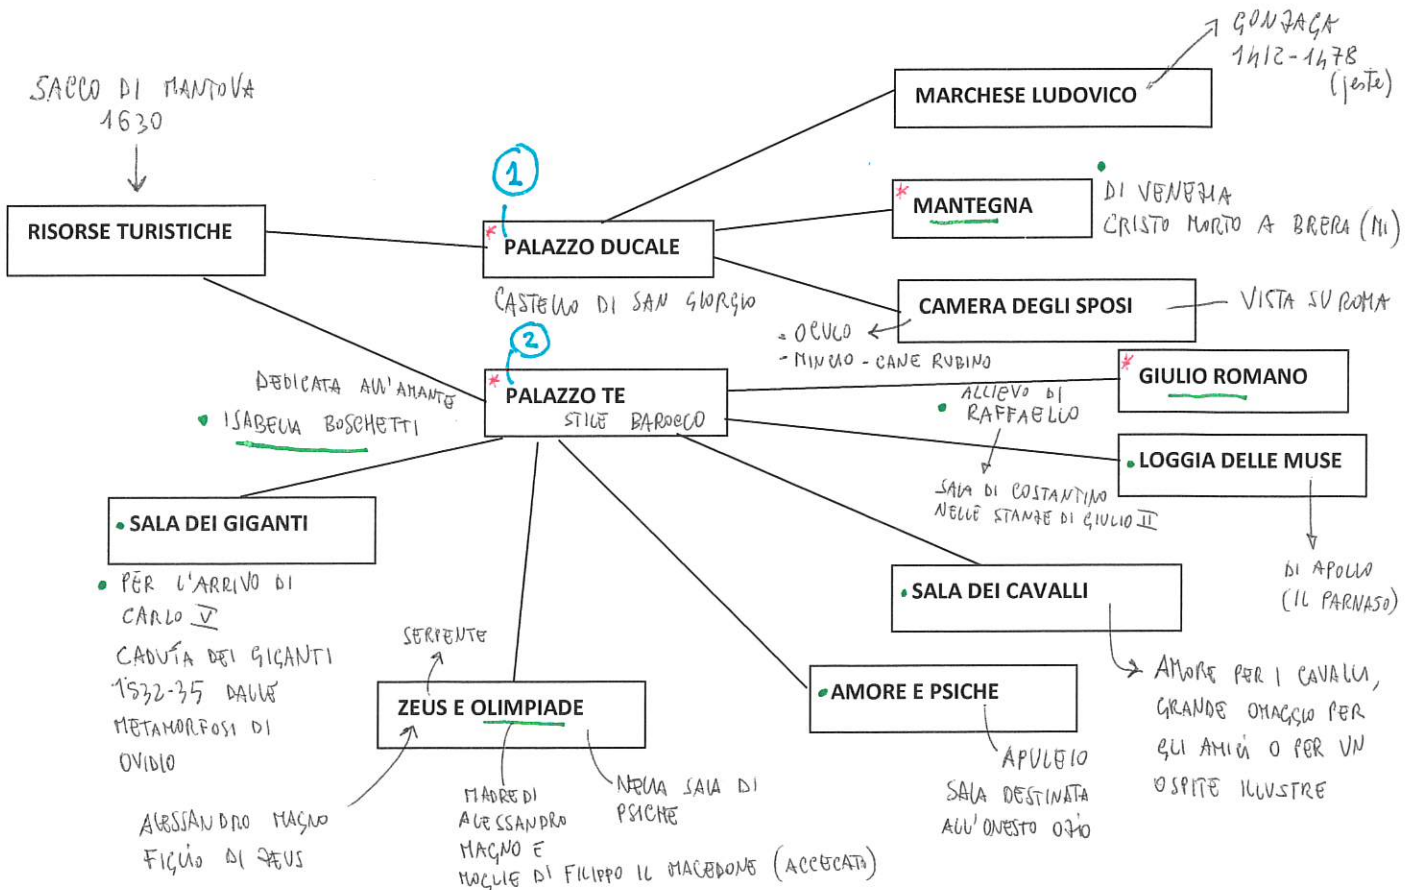 GONZAGA
1412-1478
(peste)
SACCO DI MANTOVA
1630
MARCHESE LUDOVICO
1
* MANTEGNA
• DI VENEZIA
CRISTO MORTO A BRERA (MI)
RISORSE TURISTICHE
* PALAZZO DUCALE
CASTELLO DI SAN GIORGIO
CAMERA DEGLI SPOSI
VISTA SU ROMA
- OCULO
- MINCIO - CANE RUBINO
2
* PALAZZO TE
STILE BAROCCO
DEDICATA ALL'AMANTE
• ISABELLA BOSCHETTI
* GIULIO ROMANO
• ALLIEVO DI
RAFFAELLO
SALA DI COSTANTINO
NELLE STANZE DI GIULIO II
• LOGGIA DELLE MUSE
DI APOLLO
(IL PARNASO)
• SALA DEI GIGANTI
• PER L'ARRIVO DI
CARLO V
CADUTA DEI GIGANTI
1532-35 DALLE
METAMORFOSI DI
OVIDIO
• SALA DEI CAVALLI
AMORE PER I CAVALLI,
GRANDE OMAGGIO PER
GLI AMICI O PER UN
OSPITE ILLUSTRE
SERPENTE
ZEUS E OLIMPIADE
ALESSANDRO MAGNO
FIGLIO DI ZEUS
MADRE DI
ALESSANDRO
MAGNO E
MOGLIE DI FILIPPO IL MACEDONE (ACCECATO)
NELLA SALA DI
PSICHE
• AMORE E PSICHE
APULEIO
SALA DESTINATA
ALL'ONESTO OZIO